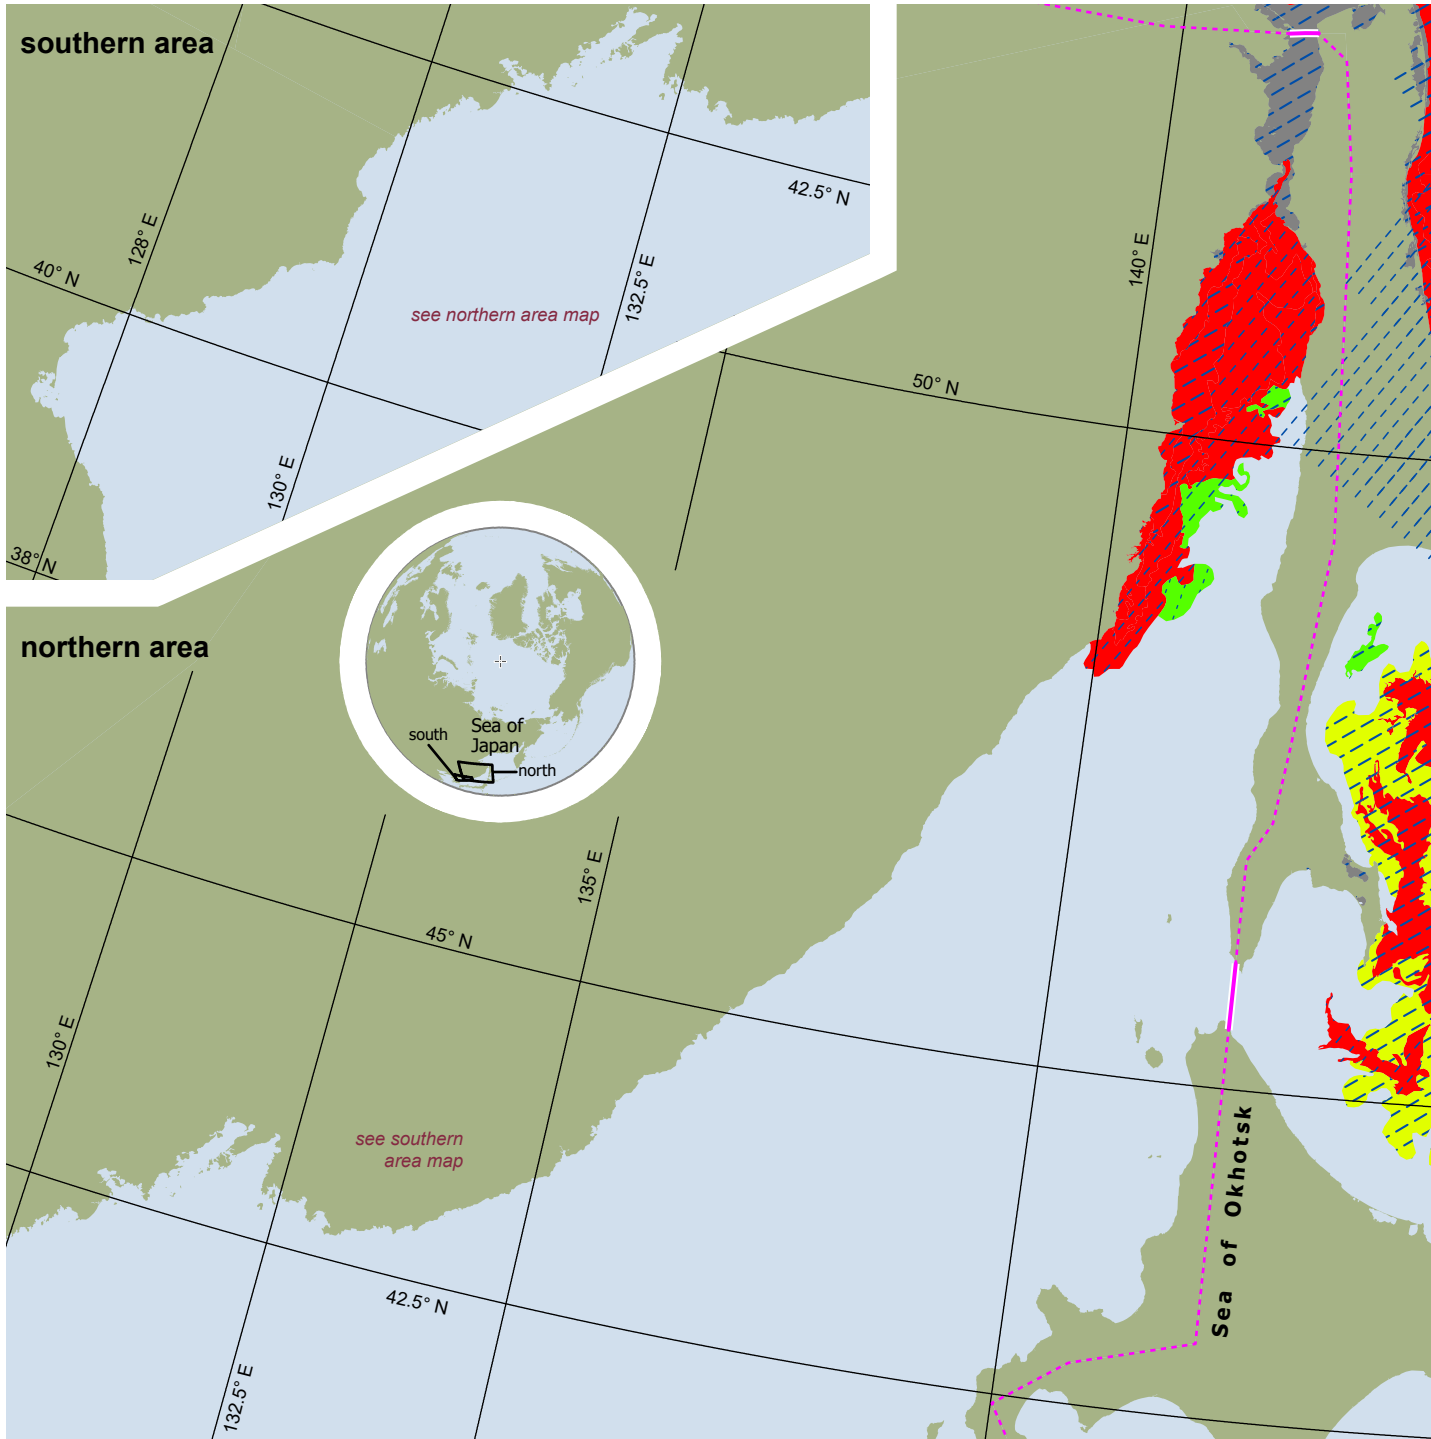 southern area
42.5° N
128° E
40° N
132.5° E
see northern area map
140° E
50° N
130° E
38° N
northern area
Sea of
Japan
south
north
135° E
45° N
130° E
see southern
area map
Sea of Okhotsk
42.5° N
132.5° E